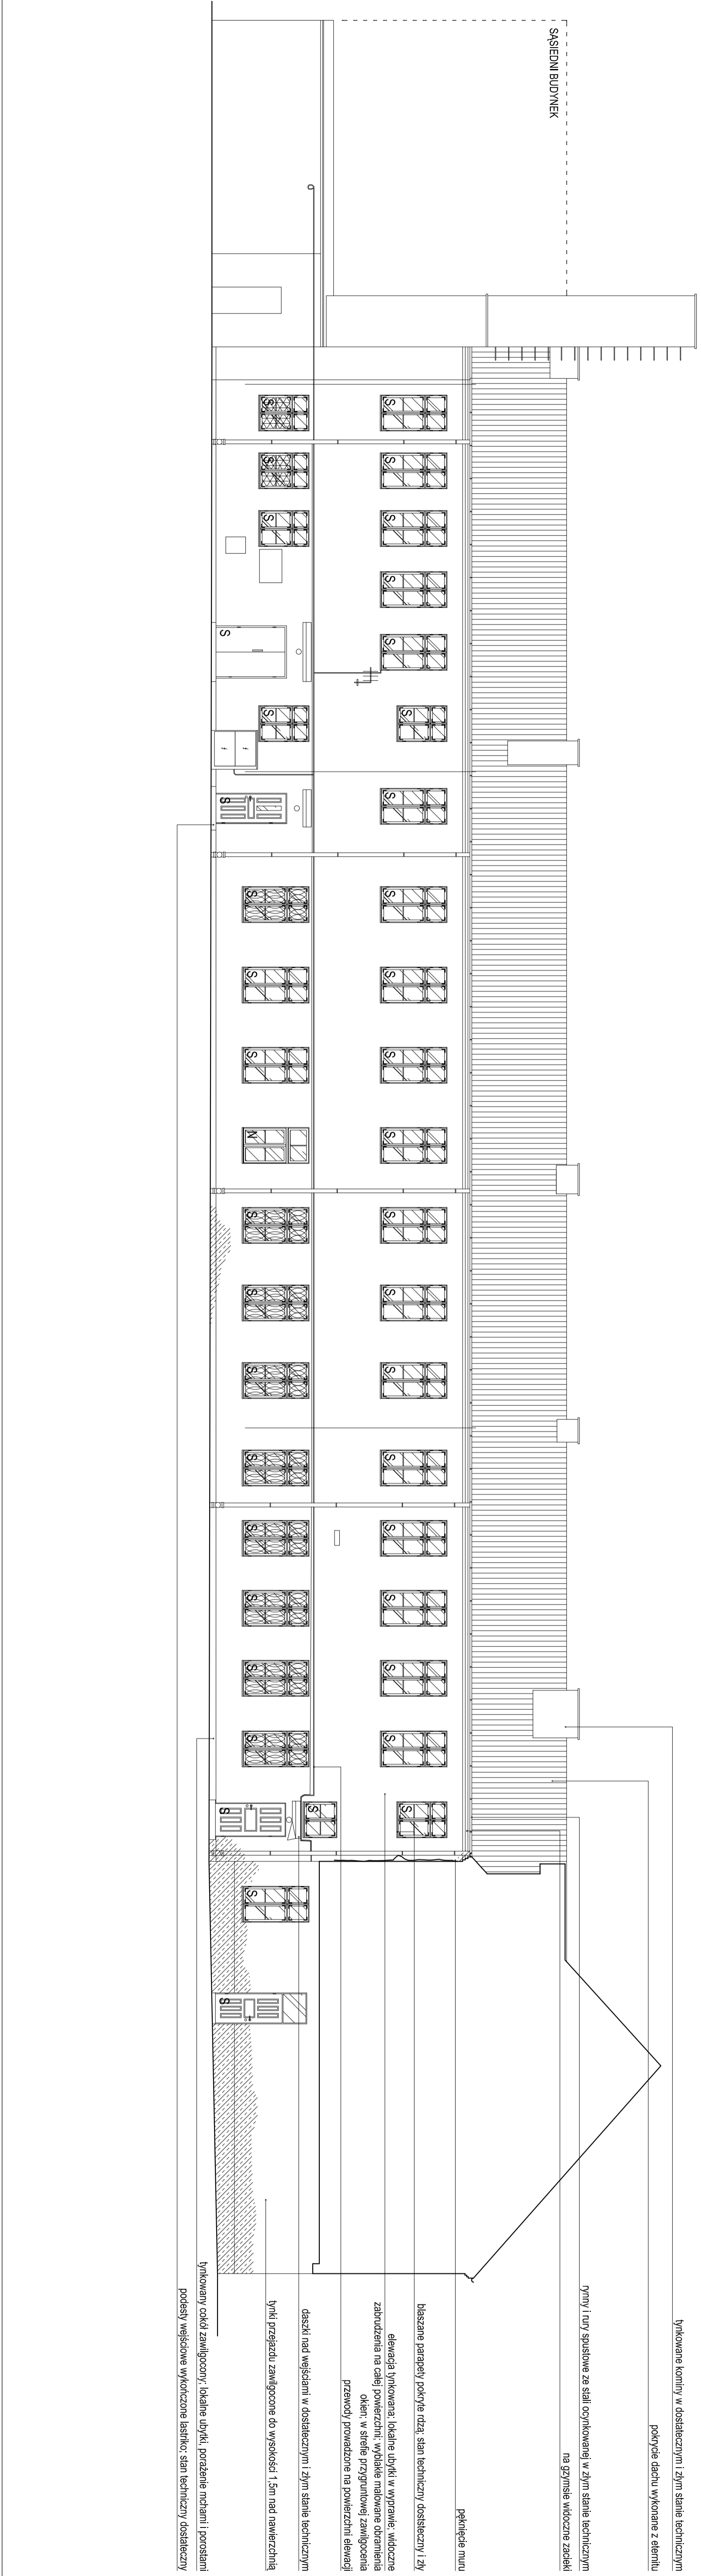 SĄSIEDNI BUDYNEK
tynkowane kominy w dostatecznym i złym stanie technicznym
pokrycie dachu wykonane z eternitu
rynny i rury spustowe ze stali ocynkowanej w złym stanie technicznym
na gzymsie widoczne zacieki
pęknięcie muru
blaszane parapety pokryte rdzą; stan techniczny doststeczny i zły
elewacja tynkowana; lokalne ubytki w wyprawie; widoczne
zabrudzenia na całej powierzchni; wyblakłe malowane obramienia
okien; w strefie przygruntowej zawilgocenia
przewody prowadzone na powierzchni elewacji
daszki nad wejściami w dostatecznym i złym stanie technicznym
tynki przejazdu zawilgocone do wysokości 1,5m nad nawierzchnią
tynkowany cokół zawilgocony; lokalne ubytki, porażenie mchami i porostami
podesty wejściowe wykończone lastriko; stan techniczny dostateczny
S S S S S S S S S S N S S S S S S S S S
S S S S S S S S S S S S S S S S S S S S
S S S S S